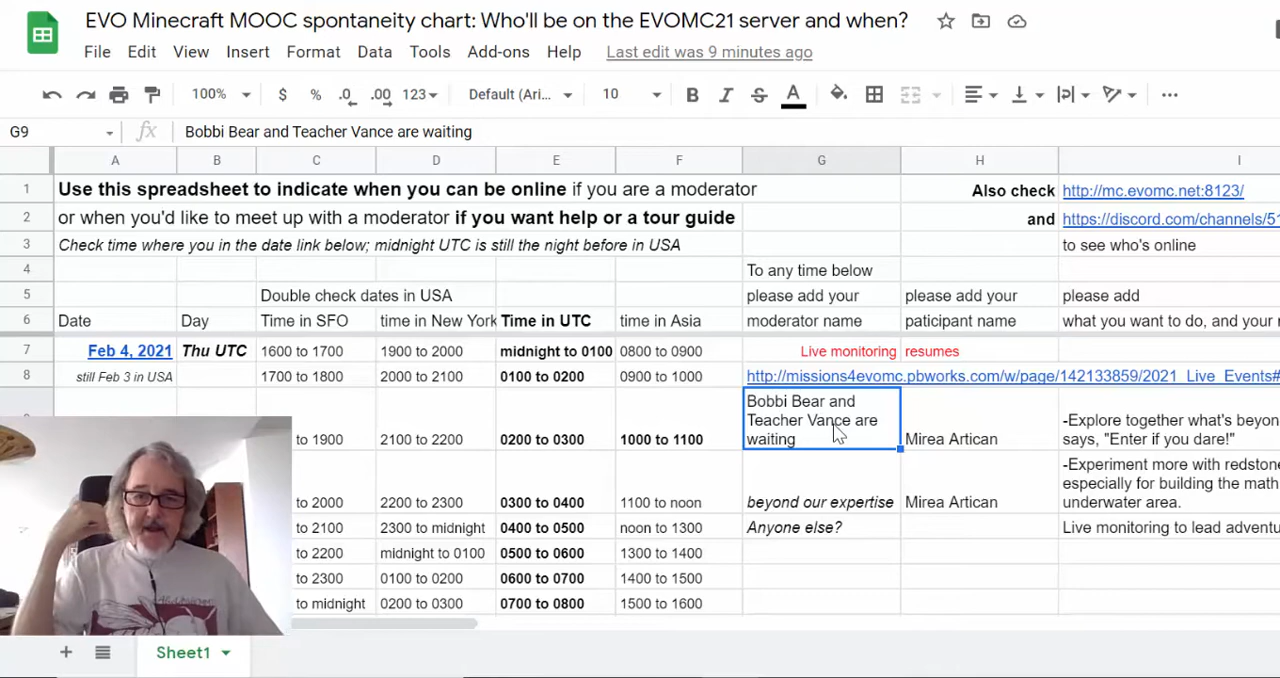 EVO Minecraft MOOC spontaneity chart: Who'll be on the EVOMC21 server and when?
File Edit View Insert Format Data Tools Add-ons Help Last edit was 9 minutes ago
100% $ % .0 .00 123 Default (Ari... 10 B I S A
G9 fx Bobbi Bear and Teacher Vance are waiting
A B C D E F G H I
1 Use this spreadsheet to indicate when you can be online if you are a moderator Also check http://mc.evomc.net:8123/
2 or when you'd like to meet up with a moderator if you want help or a tour guide and https://discord.com/channels/51
3 Check time where you in the date link below; midnight UTC is still the night before in USA to see who's online
4 To any time below
5 Double check dates in USA please add your please add your please add
6 Date Day Time in SFO time in New York Time in UTC time in Asia moderator name paticipant name what you want to do, and your
7 Feb 4, 2021 Thu UTC 1600 to 1700 1900 to 2000 midnight to 0100 0800 to 0900 Live monitoring resumes
8 still Feb 3 in USA 1700 to 1800 2000 to 2100 0100 to 0200 0900 to 1000 http://missions4evomc.pbworks.com/w/page/142133859/2021_Live_Events#
Bobbi Bear and
Teacher Vance are -Explore together what's beyon
to 1900 2100 to 2200 0200 to 0300 1000 to 1100 waiting Mirea Artican says, "Enter if you dare!"
-Experiment more with redstone
especially for building the math
to 2000 2200 to 2300 0300 to 0400 1100 to noon beyond our expertise Mirea Artican underwater area.
to 2100 2300 to midnight 0400 to 0500 noon to 1300 Anyone else? Live monitoring to lead adventu
to 2200 midnight to 0100 0500 to 0600 1300 to 1400
to 2300 0100 to 0200 0600 to 0700 1400 to 1500
to midnight 0200 to 0300 0700 to 0800 1500 to 1600
Sheet1